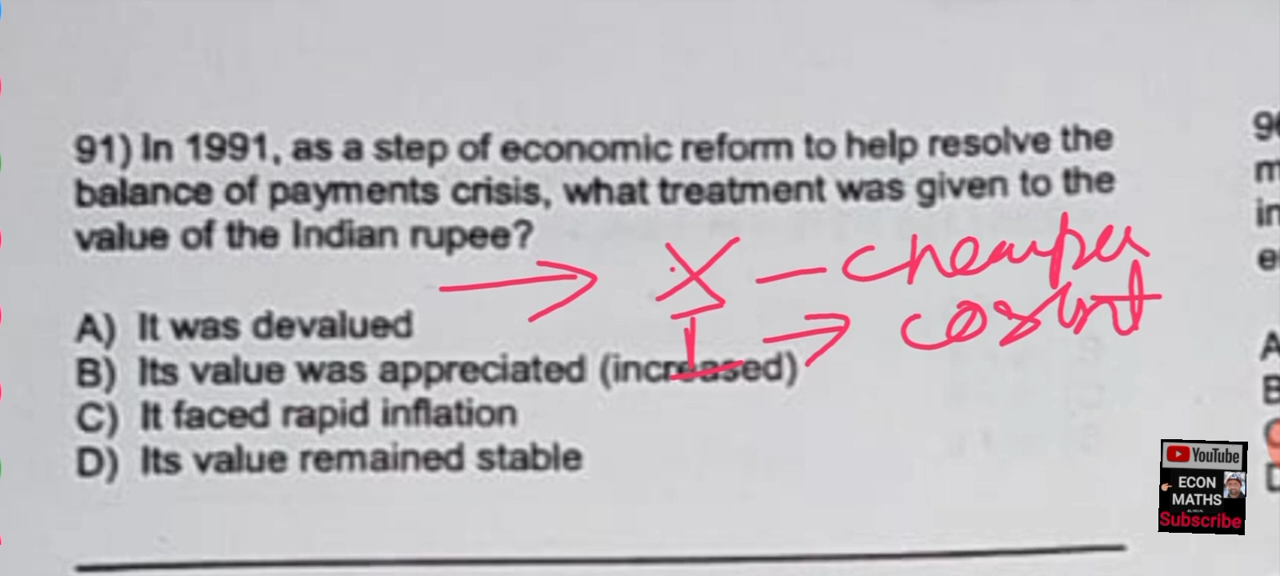 91) In 1991, as a step of economic reform to help resolve the
balance of payments crisis, what treatment was given to the
value of the Indian rupee?
X - cheaper
I → 
A) It was devalued
B) Its value was appreciated (increased)
C) It faced rapid inflation
D) Its value remained stable
YouTube
ECON
MATHS
Subscribe